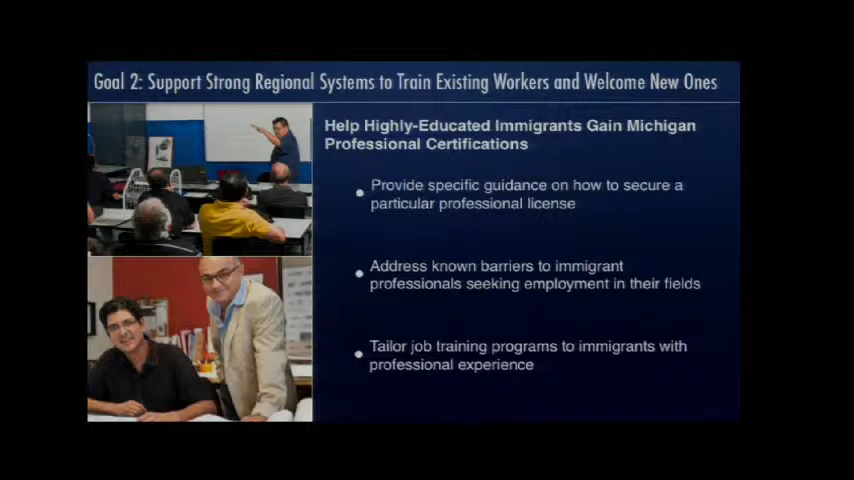 Goal 2: Support Strong Regional Systems to Train Existing Workers and Welcome New Ones
Help Highly-Educated Immigrants Gain Michigan
Professional Certifications
Provide specific guidance on how to secure a
particular professional license
Address known barriers to immigrant
professionals seeking employment in their fields
Tailor job training programs to immigrants with
professional experience